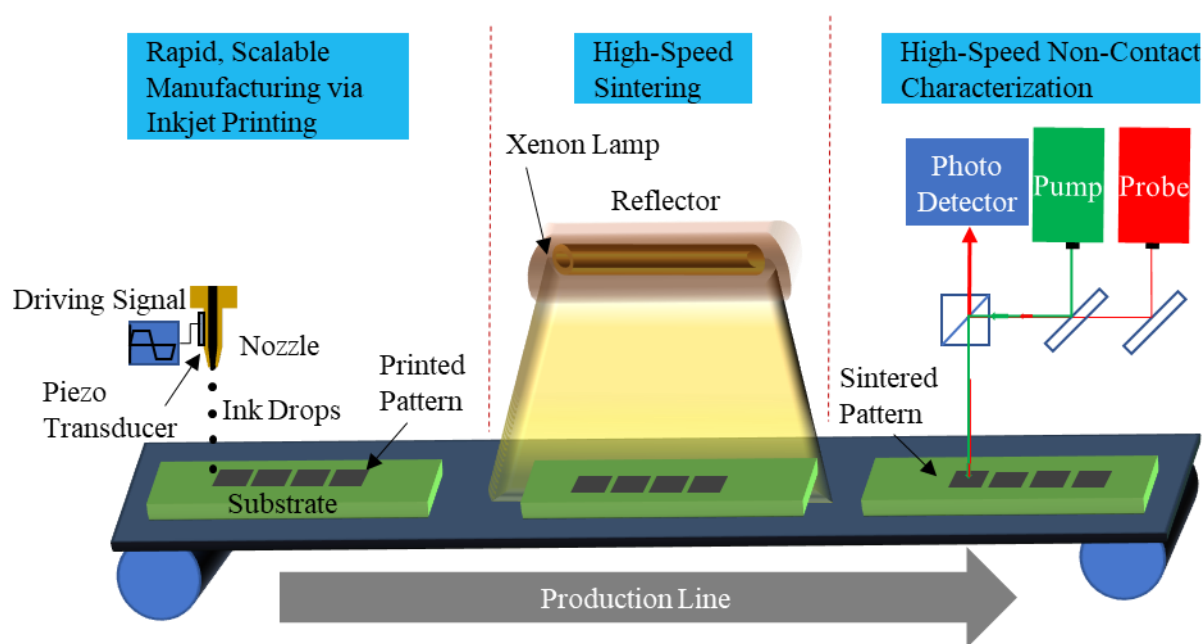 Rapid, Scalable
Manufacturing via
Inkjet Printing
High-Speed
Sintering
High-Speed Non-Contact
Characterization
Xenon Lamp
Reflector
Photo
Detector
Pump
Probe
Driving Signal
Nozzle
Piezo
Transducer
Ink Drops
Printed
Pattern
Sintered
Pattern
Substrate
Production Line